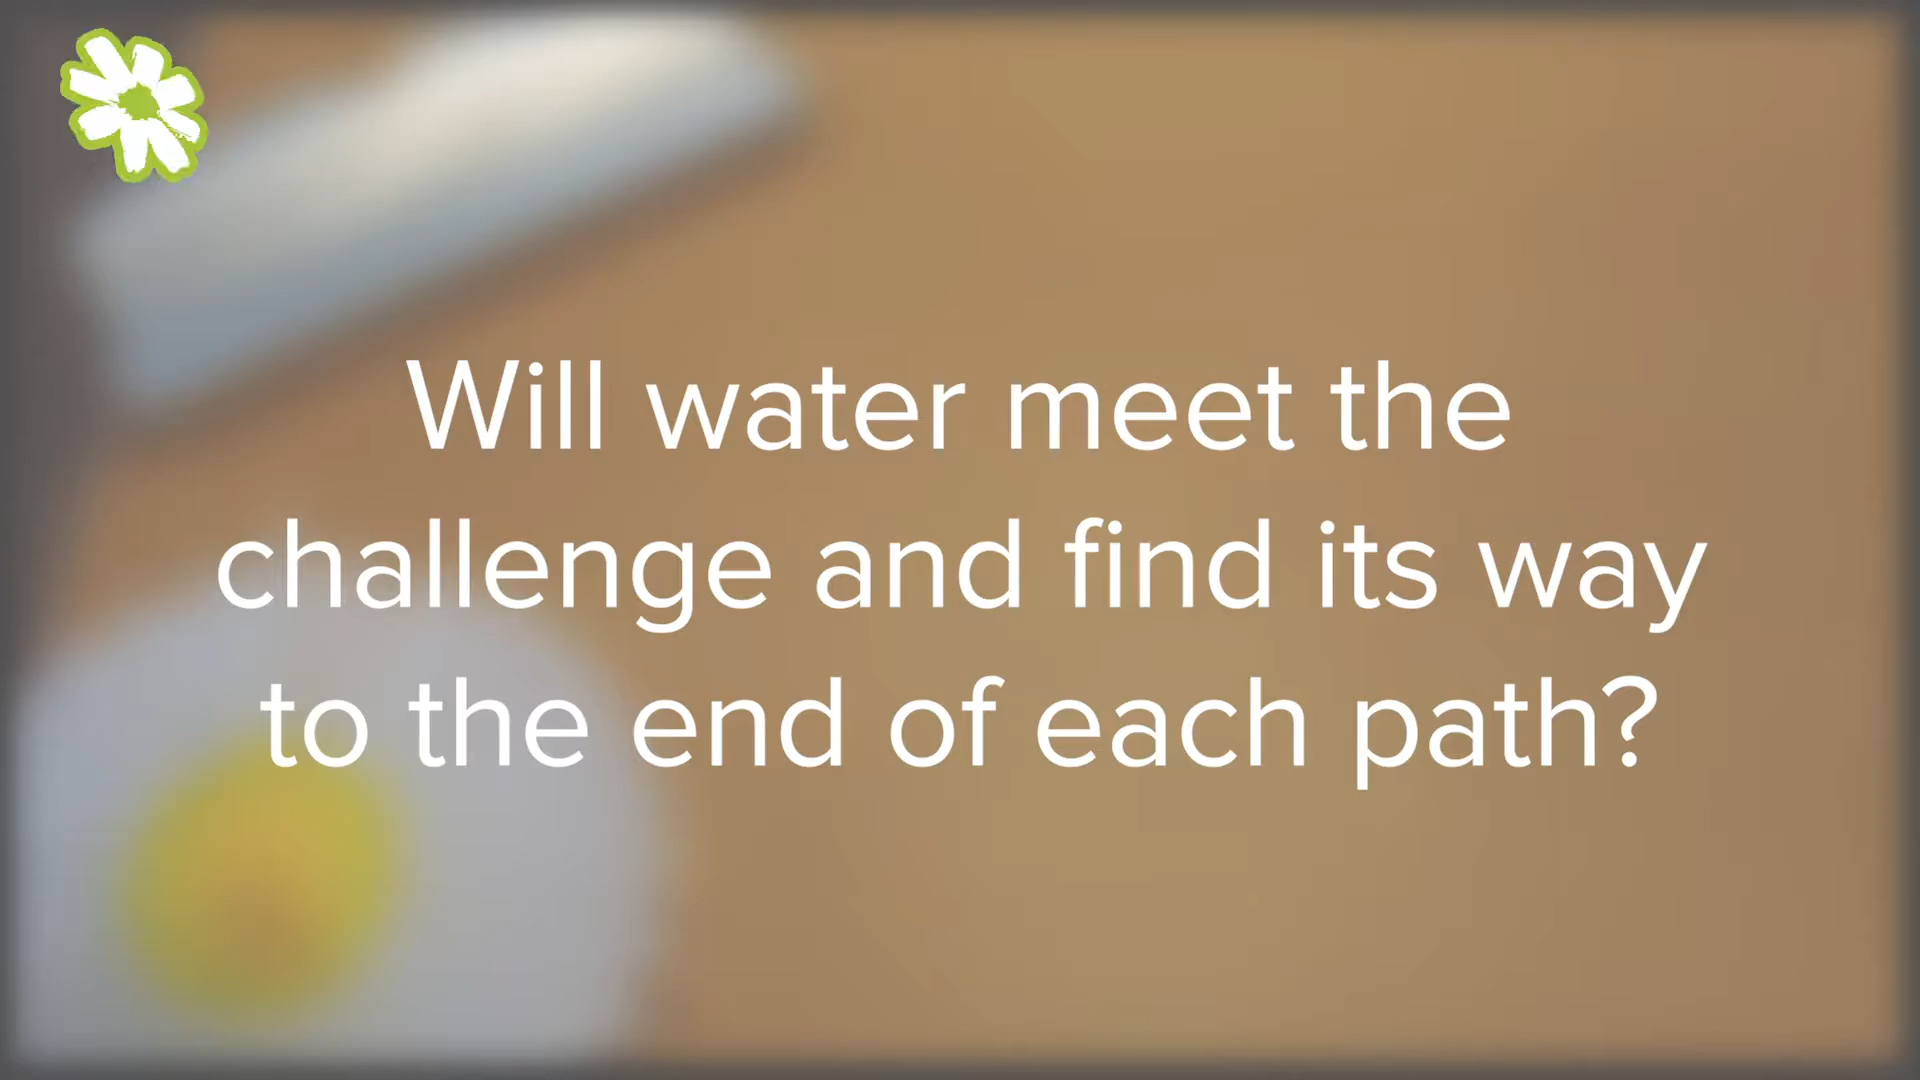 Will water meet the
challenge and find its way
to the end of each path?